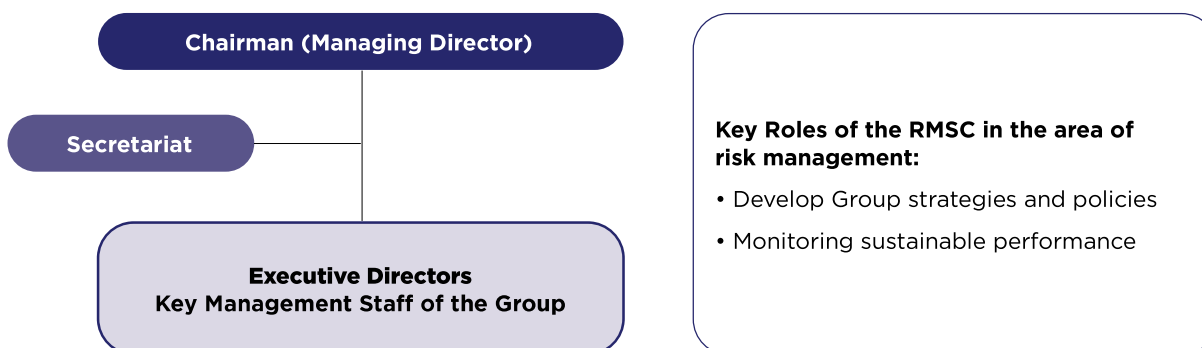 Chairman (Managing Director)
Secretariat
Executive Directors
Key Management Staff of the Group
Key Roles of the RMSC in the area of
risk management:
• Develop Group strategies and policies
• Monitoring sustainable performance